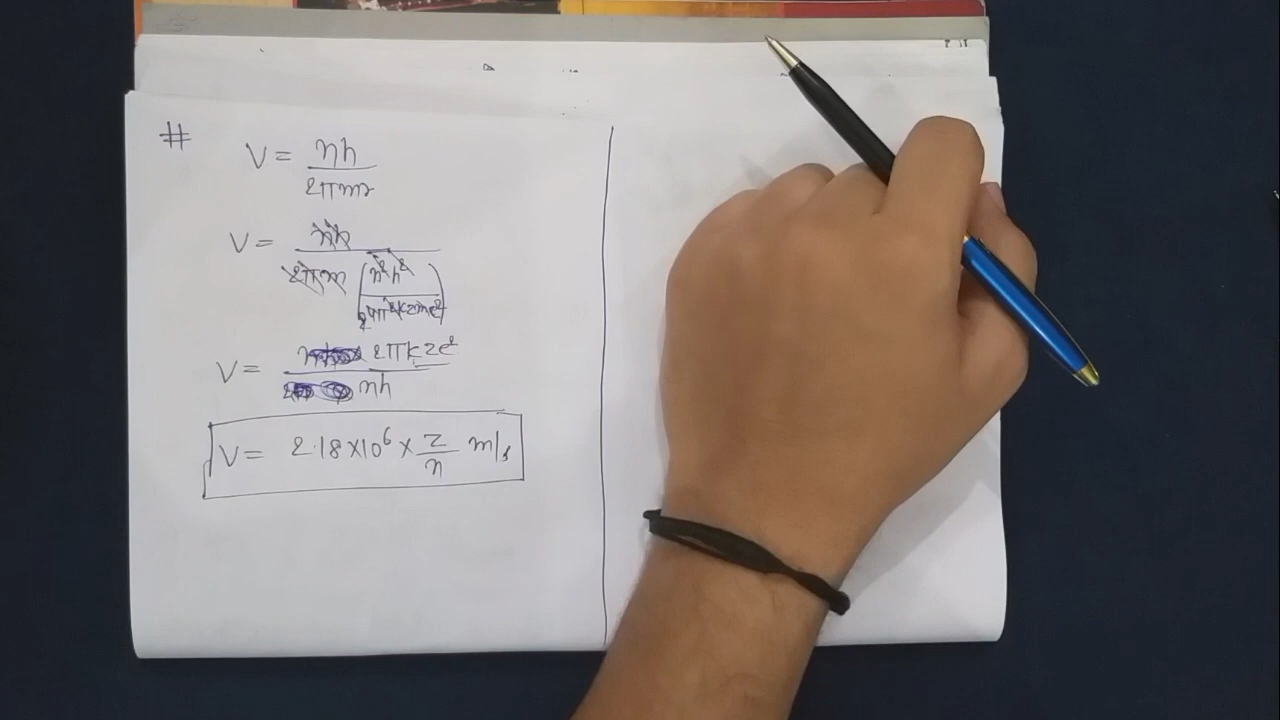 #
V = nh / 2πmr
V = nh / 2πm (n²h² / 4π²kzme²)
V = 2πkze² / nh
V = 2.18×10⁶ × z/n m/s